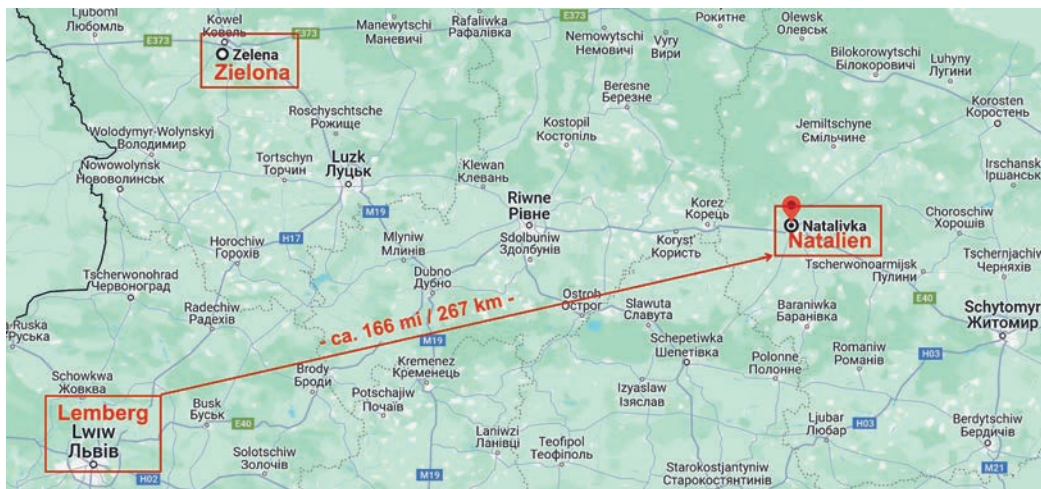 Ljuboml
Любомль
E373
Kowel
Ковель
E373
Zelena
Zielona
Manewytschi
Маневичі
Rafaliwka
Рафалівка
E373
Nemowytschi
Немовичі
Vyry
Вири
Рокитне
Olewsk
Олевськ
Bilokorowytschi
Білокоровичі
Luhyny
Лугини
Beresne
Березне
Korosten
Коростень
Roschyschtsche
Рожище
Wolodymyr-Wolynskyj
Володимир
Kostopil
Костопіль
Jemiltschyne
Ємільчине
Nowowolynsk
Нововолинськ
Tortschyn
Торчин
Luzk
Луцьк
Klewan
Клевань
Irschansk
Іршанськ
M19
Riwne
Рівне
Korez
Корець
Natalivka
Natalien
Choroschiw
Хорошів
Horochiw
Горохів
H17
Mlyniw
Млинів
Sdolbuniw
Здолбунів
Koryst
Користь
Tschernjachiw
Черняхів
Tscherwonoarmijsk
Пулини
Tscherwonohrad
Червоноград
Dubno
Дубно
E40
Radechiw
Радехів
- ca. 166 mi / 267 km -
Ostroh
Острог
Slawuta
Славута
Baraniwka
Баранівка
Schytomyr
Житомир
a-Ruska
Руська
M19
Schepetiwka
Шепетівка
Polonne
Полонне
Romaniw
Романів
H03
Schowkwa
Жовква
Brody
Броди
Kremenez
Кременець
Potschajiw
Почаїв
Izyaslaw
Ізяслав
Lemberg
Lwiw
Львів
Busk
Буськ
E40
Laniwzi
Ланівці
Teofipol
Теофіполь
Ljubar
Любар
H03
Berdytschiw
Бердичів
Solotschiw
Золочів
H02
M19
Starokostjantyniw
Старокостянтинів
M21